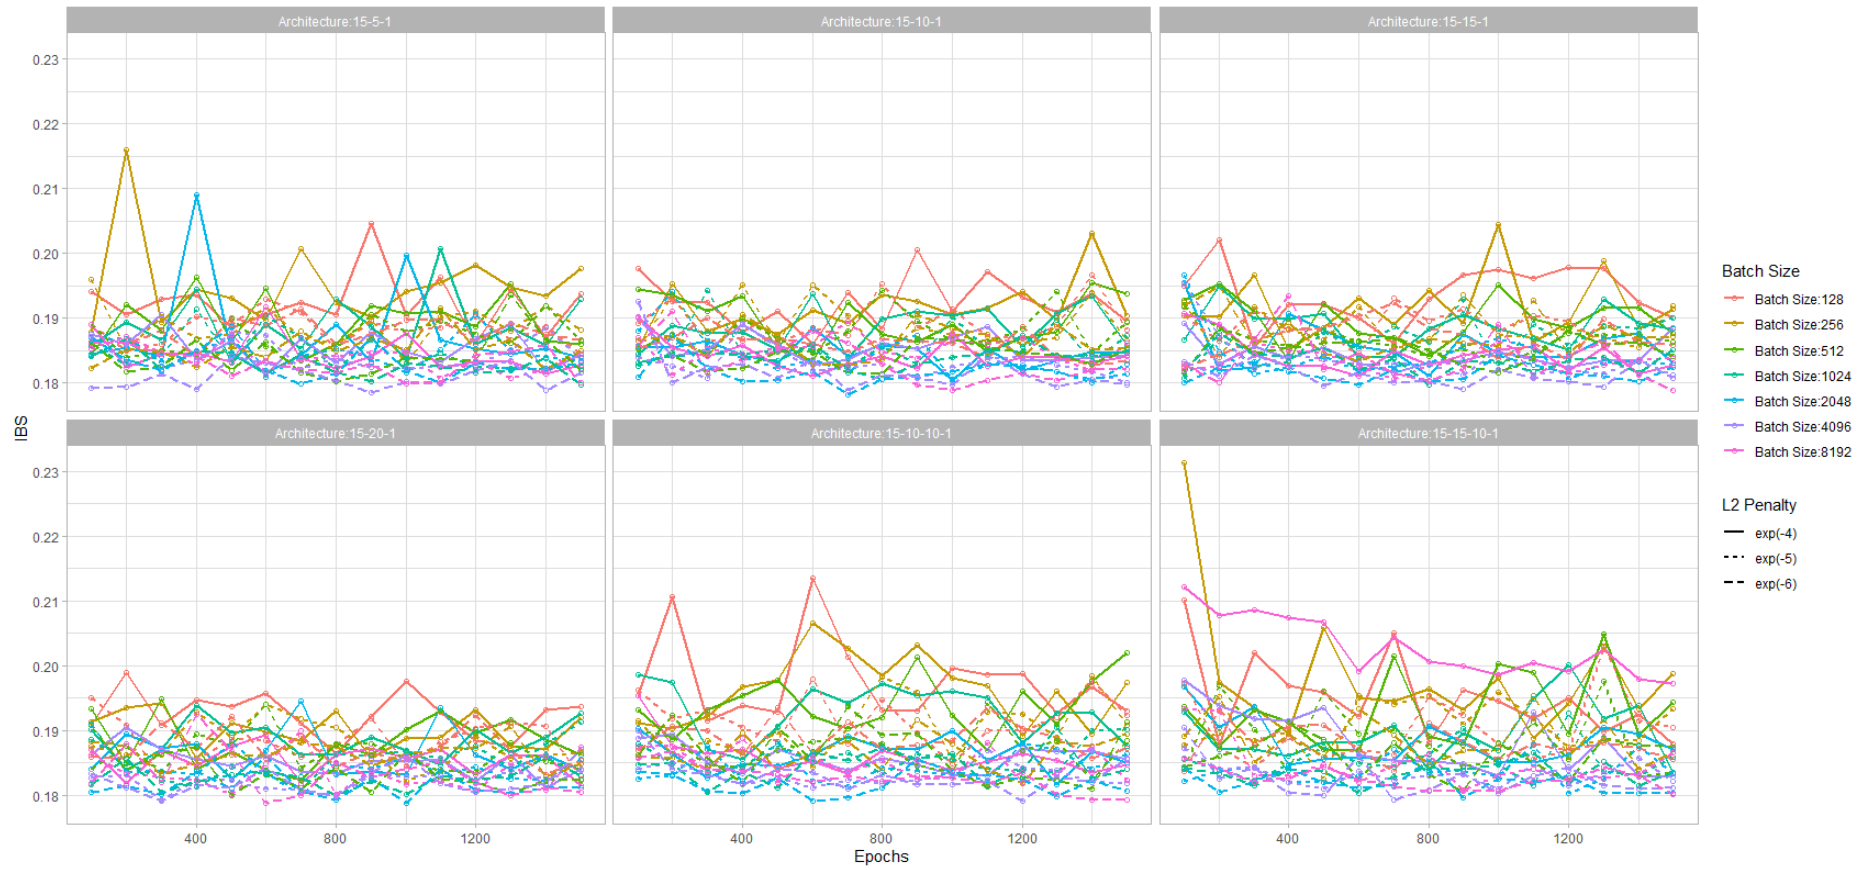 Architecture:15-5-1
Architecture:15-10-1
Architecture:15-15-1
0.23
0.22
0.21
0.20
0.19
0.18
IBS
Architecture:15-20-1
Architecture:15-10-10-1
Architecture:15-15-10-1
0.23
0.22
0.21
0.20
0.19
0.18
400
800
1200
400
800
1200
400
800
1200
Epochs
Batch Size
Batch Size:128
Batch Size:256
Batch Size:512
Batch Size:1024
Batch Size:2048
Batch Size:4096
Batch Size:8192
L2 Penalty
exp(-4)
exp(-5)
exp(-6)